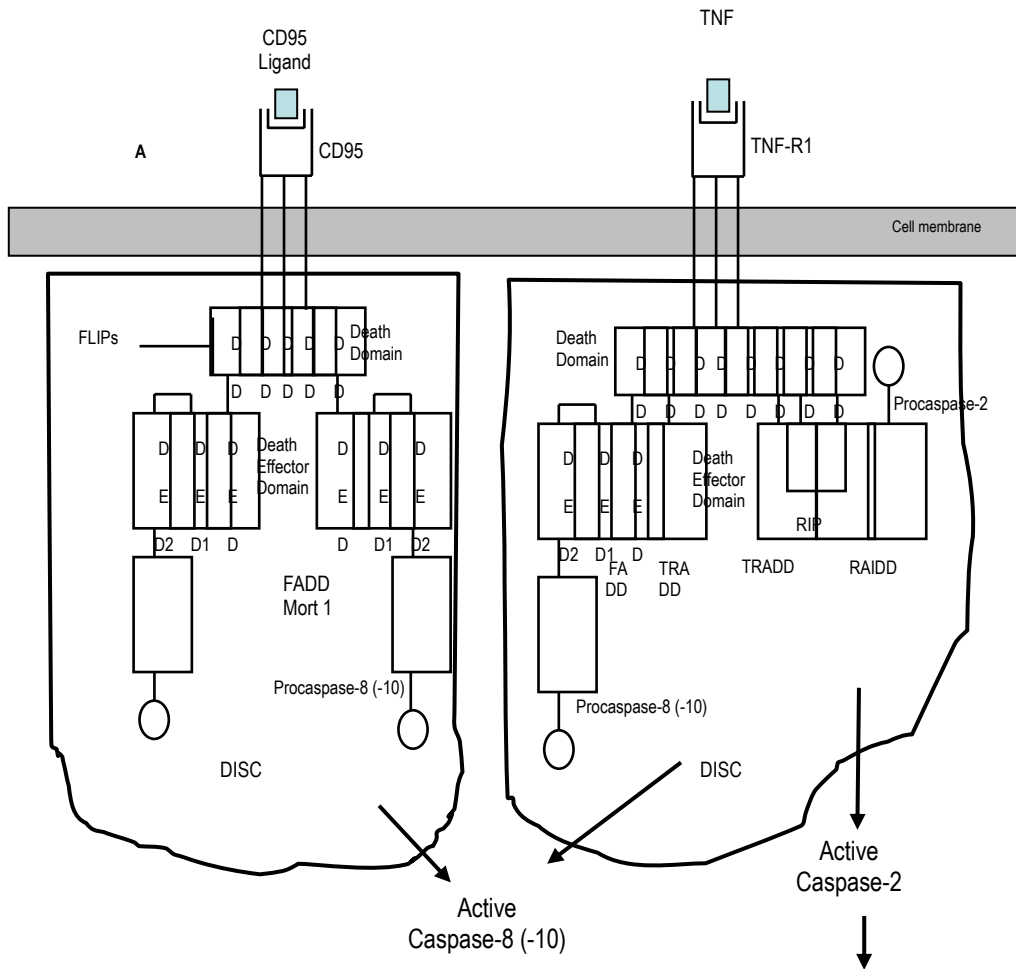 TNF
CD95
Ligand
A
CD95
TNF-R1
Cell membrane
FLIPs
D D D D D
D D D D D
Death
Domain
D D D
E E E
D2 D1 D
Death
Effector
Domain
D D D
E E E
D D1 D2
FADD
Mort 1
Procaspase-8 (-10)
DISC
Death
Domain
D D D D D D D D
D D D D D D D D
Procaspase-2
D D D
E E E
D2 D1 D
Death
Effector
Domain
FA
DD
TRA
DD
RIP
TRADD
RAIDD
Procaspase-8 (-10)
DISC
Active
Caspase-8 (-10)
Active
Caspase-2